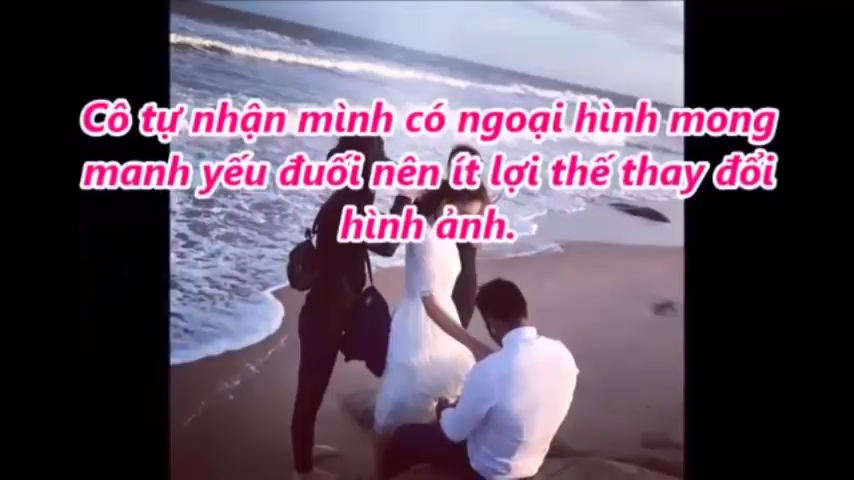 Cô tự nhận mình có ngoại hình mong
manh yếu đuối nên ít lợi thế thay đổi
hình ảnh.